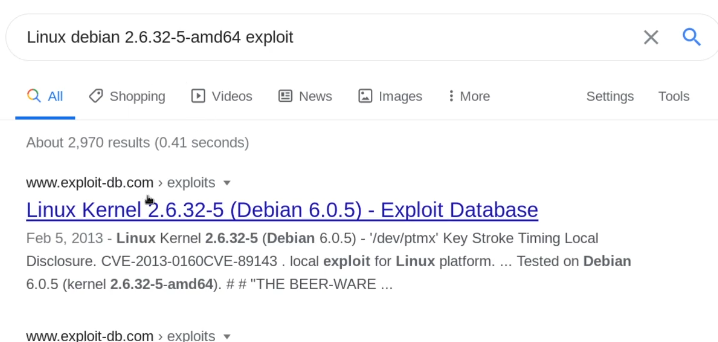 Linux debian 2.6.32-5-amd64 exploit
All Shopping Videos News Images More Settings Tools
About 2,970 results (0.41 seconds)
www.exploit-db.com › exploits
Linux Kernel 2.6.32-5 (Debian 6.0.5) - Exploit Database
Feb 5, 2013 - Linux Kernel 2.6.32-5 (Debian 6.0.5) - '/dev/ptmx' Key Stroke Timing Local
Disclosure. CVE-2013-0160CVE-89143 . local exploit for Linux platform. ... Tested on Debian
6.0.5 (kernel 2.6.32-5-amd64). # # "THE BEER-WARE ...
www.exploit-db.com › exploits